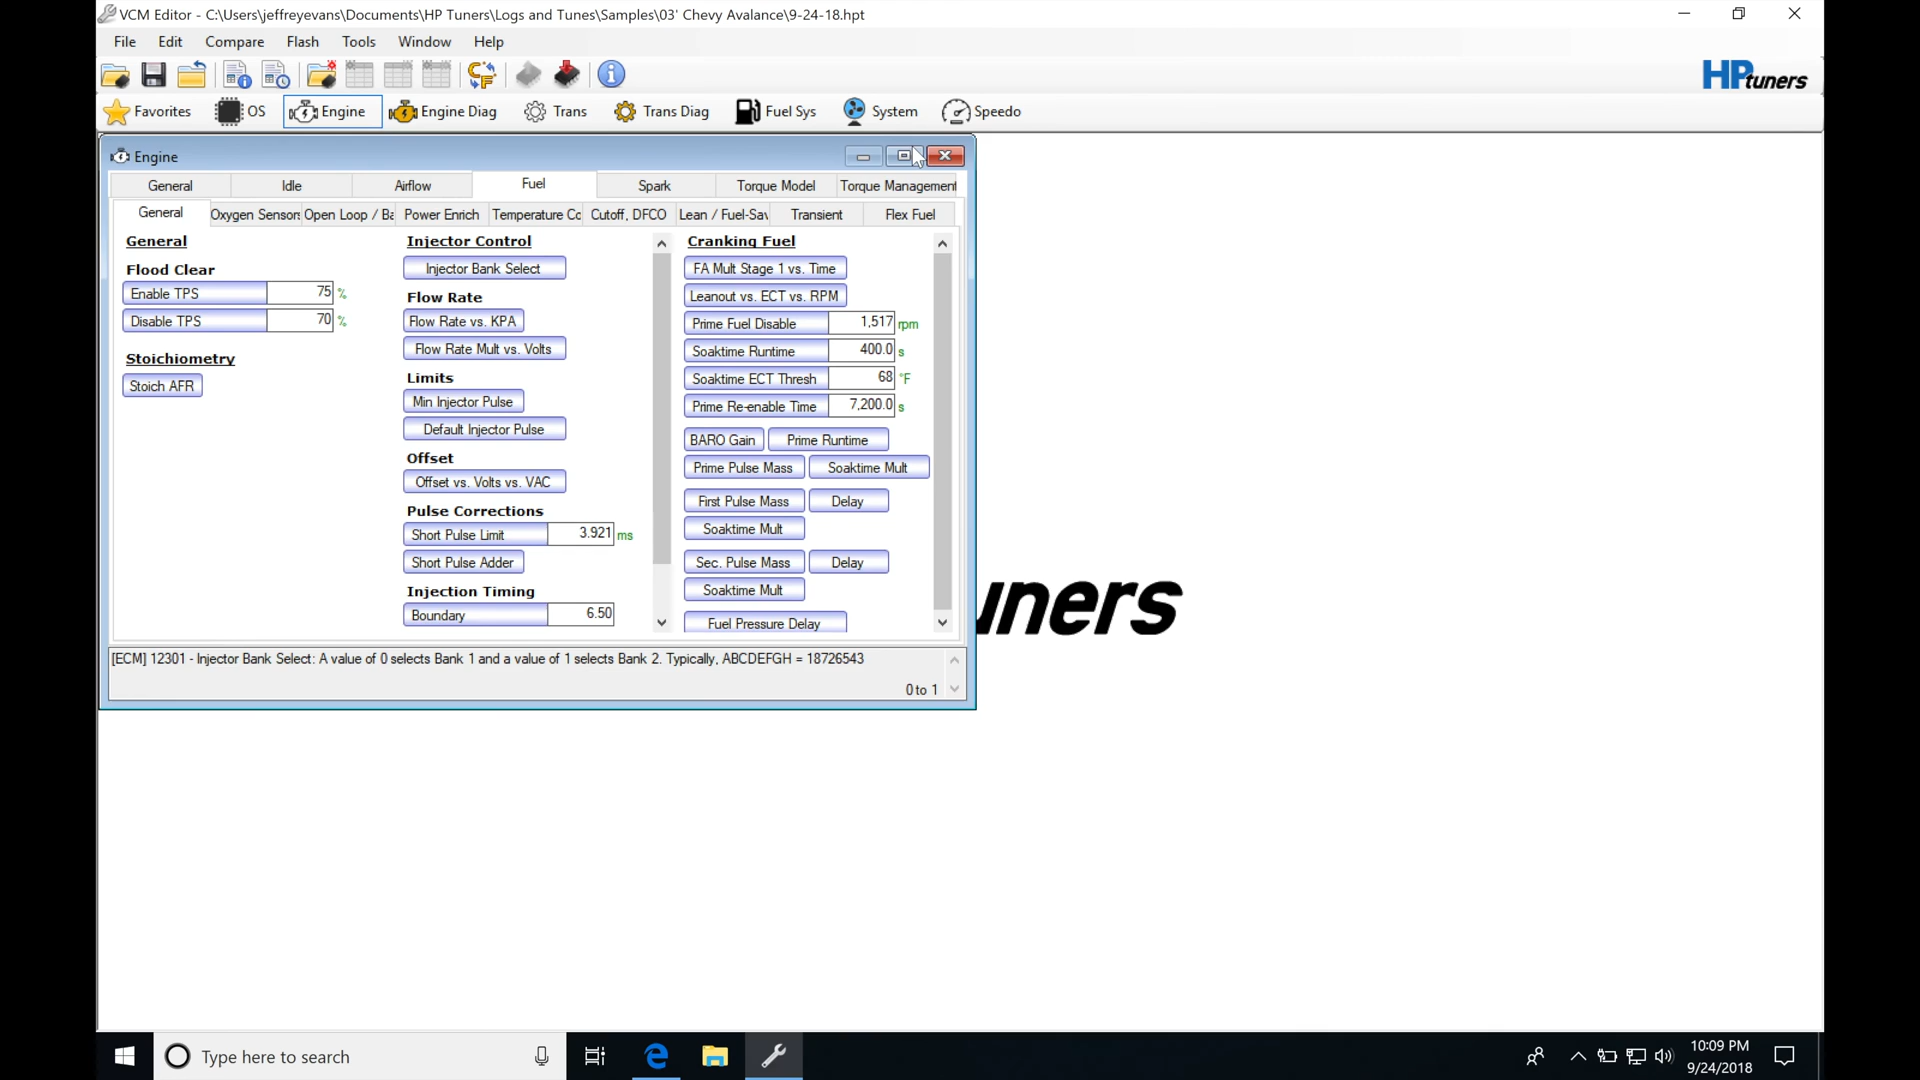 VCM Editor - C:\Users\jeffreyevans\Documents\HP Tuners\Logs and Tunes\Samples\03' Chevy Avalance\9-24-18.hpt
File Edit Compare Flash Tools Window Help
HPtuners
Favorites OS Engine Engine Diag Trans Trans Diag Fuel Sys System Speedo
Engine
General Idle Airflow Fuel Spark Torque Model Torque Management
General Oxygen Sensors Open Loop / Ba Power Enrich Temperature Co Cutoff, DFCO Lean / Fuel-Sav Transient Flex Fuel
General
Flood Clear
Enable TPS 75 %
Disable TPS 70 %
Stoichiometry
Stoich AFR
Injector Control
Injector Bank Select
Flow Rate
Flow Rate vs. KPA
Flow Rate Mult vs. Volts
Limits
Min Injector Pulse
Default Injector Pulse
Offset
Offset vs. Volts vs. VAC
Pulse Corrections
Short Pulse Limit 3.921 ms
Short Pulse Adder
Injection Timing
Boundary 6.50
Cranking Fuel
FA Mult Stage 1 vs. Time
Leanout vs. ECT vs. RPM
Prime Fuel Disable 1,517 rpm
Soaktime Runtime 400.0 s
Soaktime ECT Thresh 68 °F
Prime Re-enable Time 7,200.0 s
BARO Gain Prime Runtime
Prime Pulse Mass Soaktime Mult
First Pulse Mass Delay
Soaktime Mult
Sec. Pulse Mass Delay
Soaktime Mult
Fuel Pressure Delay
uners
[ECM] 12301 - Injector Bank Select: A value of 0 selects Bank 1 and a value of 1 selects Bank 2. Typically, ABCDEFGH = 18726543
0 to 1
Type here to search
10:09 PM
9/24/2018